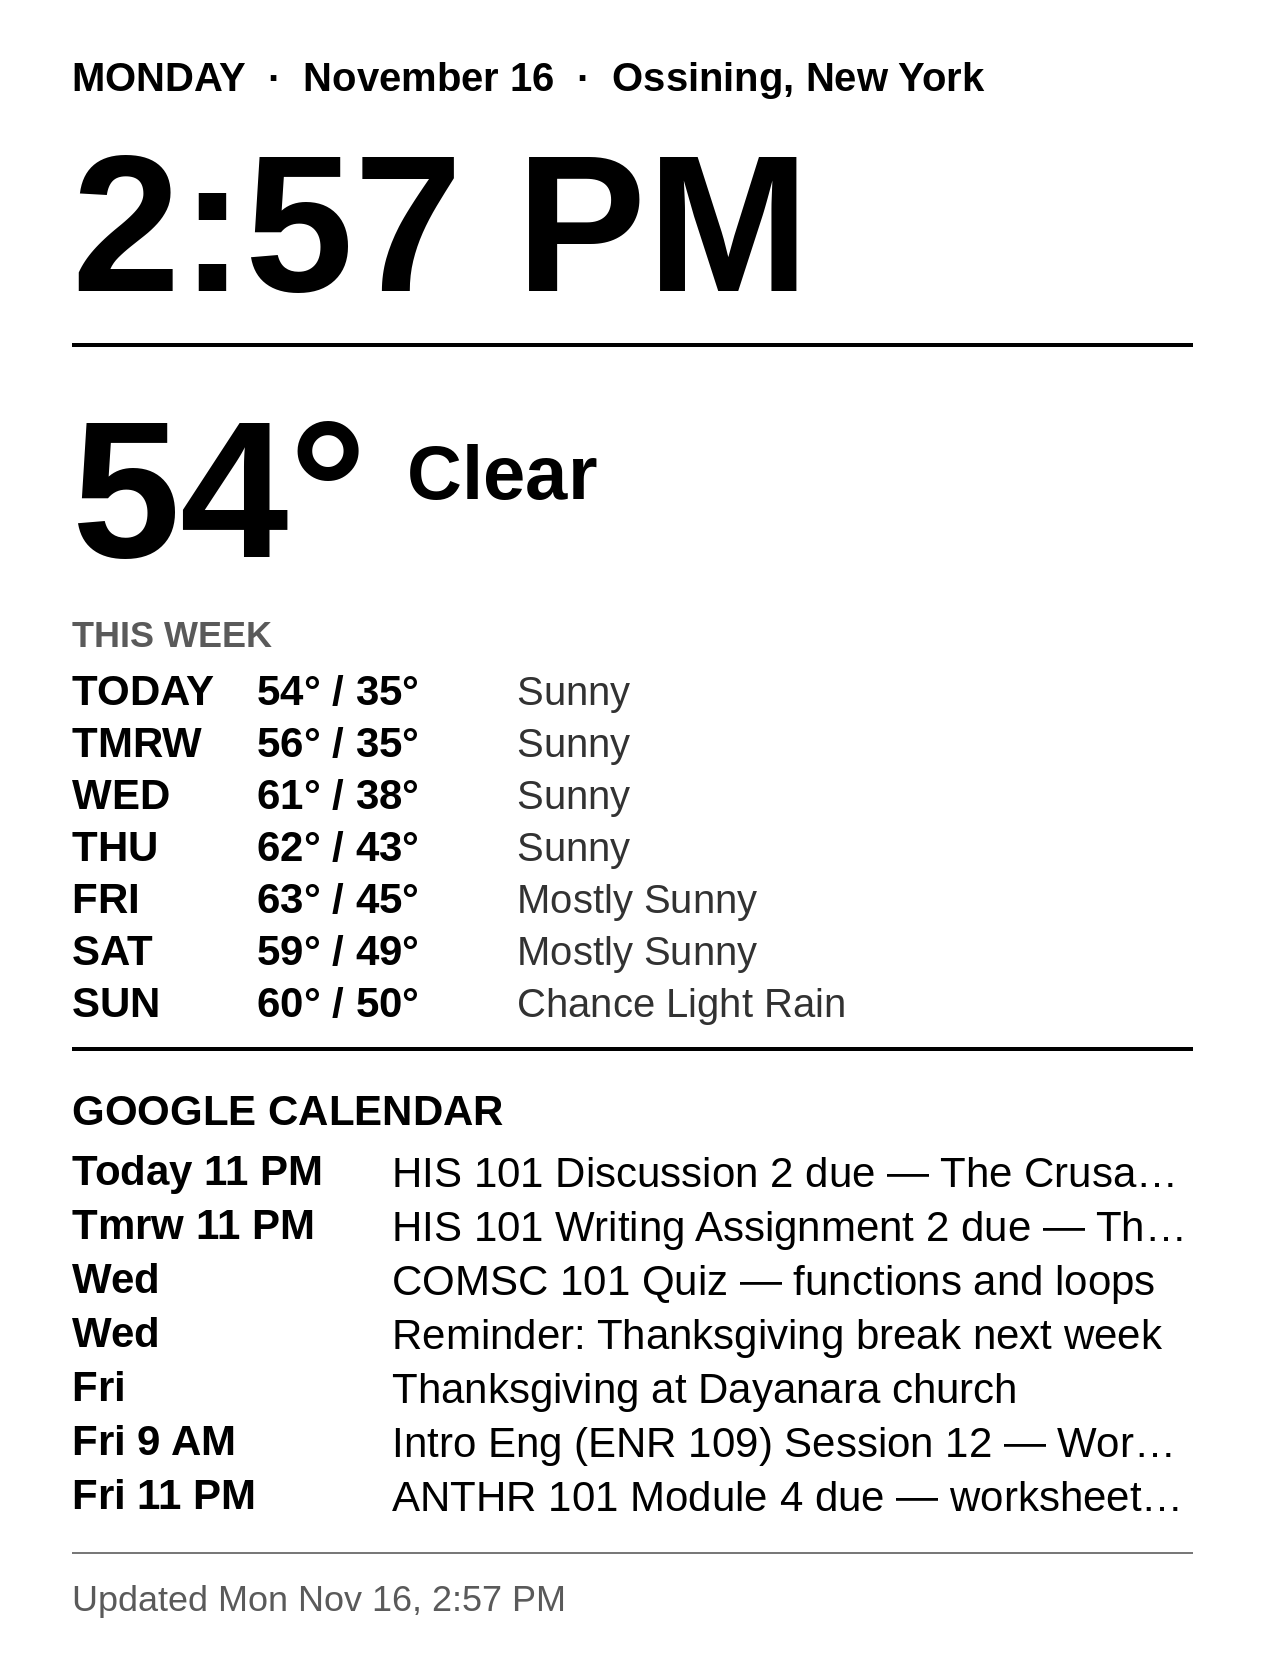 MONDAY · November 16 · Ossining, New York
2:57 PM
54° Clear
THIS WEEK
TODAY 54° / 35° Sunny
TMRW 56° / 35° Sunny
WED 61° / 38° Sunny
THU 62° / 43° Sunny
FRI 63° / 45° Mostly Sunny
SAT 59° / 49° Mostly Sunny
SUN 60° / 50° Chance Light Rain
GOOGLE CALENDAR
Today 11 PM HIS 101 Discussion 2 due — The Crusa…
Tmrw 11 PM HIS 101 Writing Assignment 2 due — Th…
Wed COMSC 101 Quiz — functions and loops
Wed Reminder: Thanksgiving break next week
Fri Thanksgiving at Dayanara church
Fri 9 AM Intro Eng (ENR 109) Session 12 — Wor…
Fri 11 PM ANTHR 101 Module 4 due — worksheet…
Updated Mon Nov 16, 2:57 PM